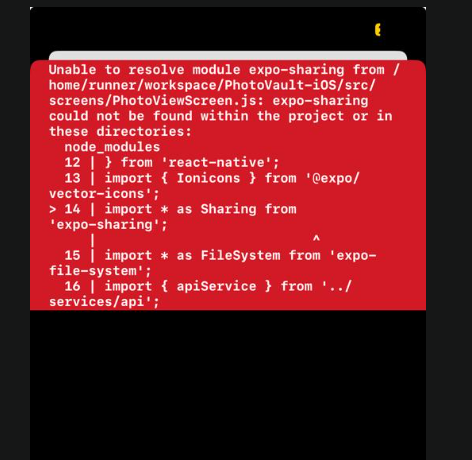 Unable to resolve module expo-sharing from /
home/runner/workspace/PhotoVault-iOS/src/
screens/PhotoViewScreen.js: expo-sharing
could not be found within the project or in
these directories:
  node_modules
  12 | } from 'react-native';
  13 | import { Ionicons } from '@expo/
vector-icons';
> 14 | import * as Sharing from
'expo-sharing';
     |                            ^
  15 | import * as FileSystem from 'expo-
file-system';
  16 | import { apiService } from '../
services/api';